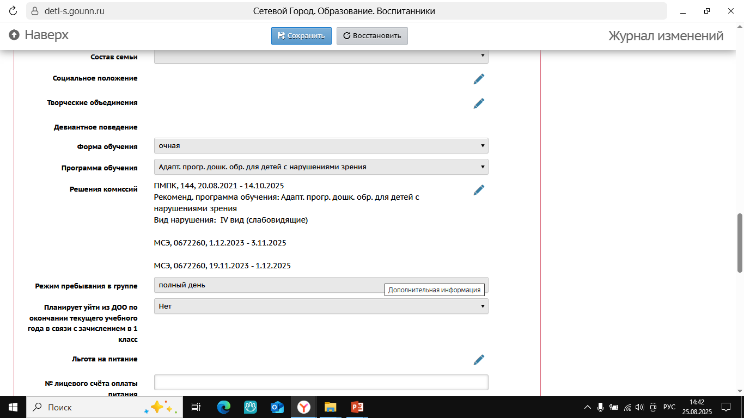 detl-s.gounn.ru
Сетевой Город. Образование. Воспитанники
Наверх
Сохранить
Восстановить
Журнал изменений
Состав семьи
Социальное положение
Творческие объединения
Девиантное поведение
Форма обучения
очная
Программа обучения
Адапт. прогр. дошк. обр. для детей с нарушениями зрения
Решения комиссий
ПМПК, 144, 20.08.2021 - 14.10.2025
Рекоменд. программа обучения: Адапт. прогр. дошк. обр. для детей с
нарушениями зрения
Вид нарушения: IV вид (слабовидящие)
МСЭ, 0672260, 1.12.2023 - 3.11.2025
МСЭ, 0672260, 19.11.2023 - 1.12.2025
Режим пребывания в группе
полный день
Дополнительная информация
Планирует уйти из ДОО по
окончании текущего учебного
года в связи с зачислением в 1
класс
Нет
Льгота на питание
№ лицевого счёта оплаты
питания
Поиск
РУС
14:42
25.08.2025